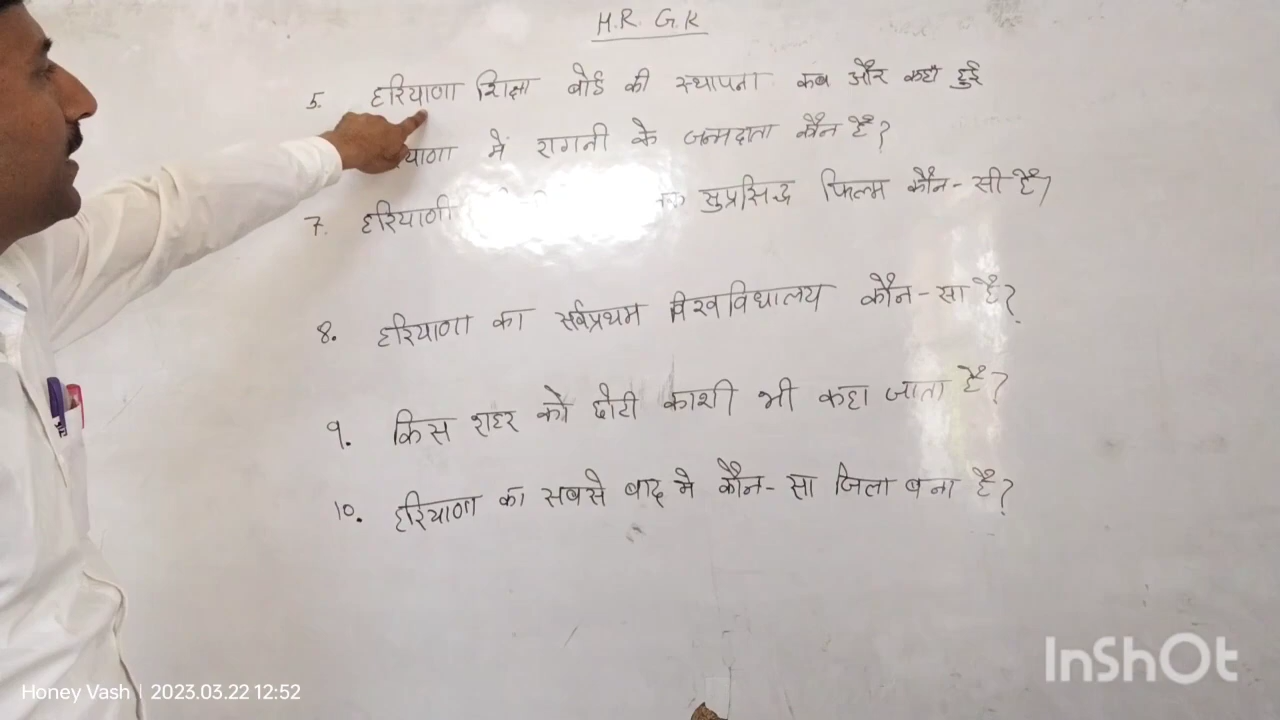 H.R. G.K
5. हरियाणा शिक्षा बोर्ड की स्थापना कब और कहाँ हुई
याणा में रागनी के जन्मदाता कौन है?
7. हरियाणी सुप्रसिद्ध फिल्म कौन-सी है?
8. हरियाणा का सर्वप्रथम विश्वविधालय कौन-सा है?
9. किस शहर को छोटी काशी भी कहा जाता है?
10. हरियाणा का सबसे बाद मे कौन-सा जिला बना है?
InShOt
Honey Vash | 2023.03.22 12:52